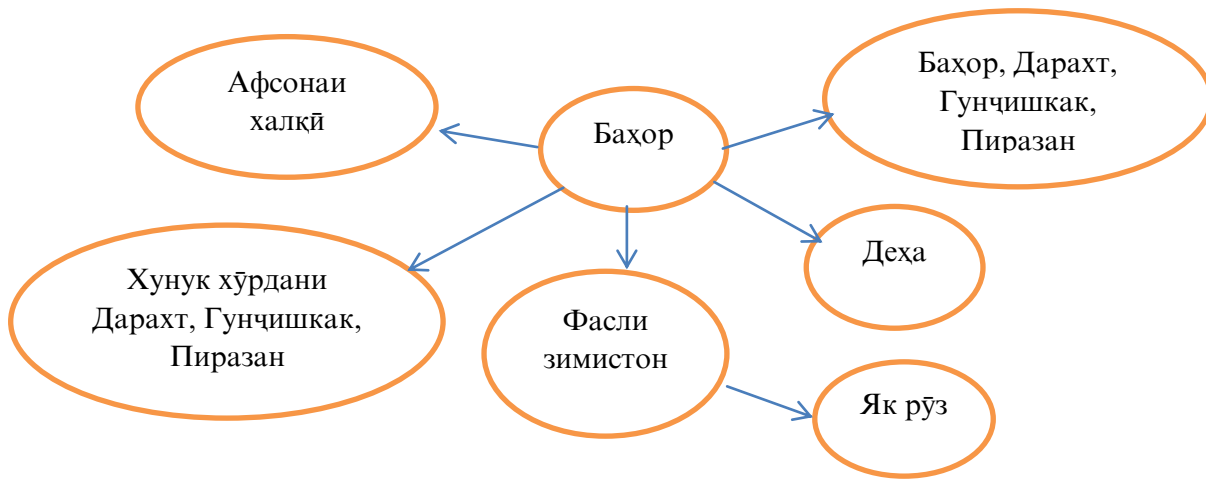 Афсонаи
халқӣ
Баҳор
Баҳор, Дарахт,
Гунҷишкак,
Пиразан
Хунук хӯрдани
Дарахт, Гунҷишкак,
Пиразан
Фасли
зимистон
Деҳа
Як рӯз